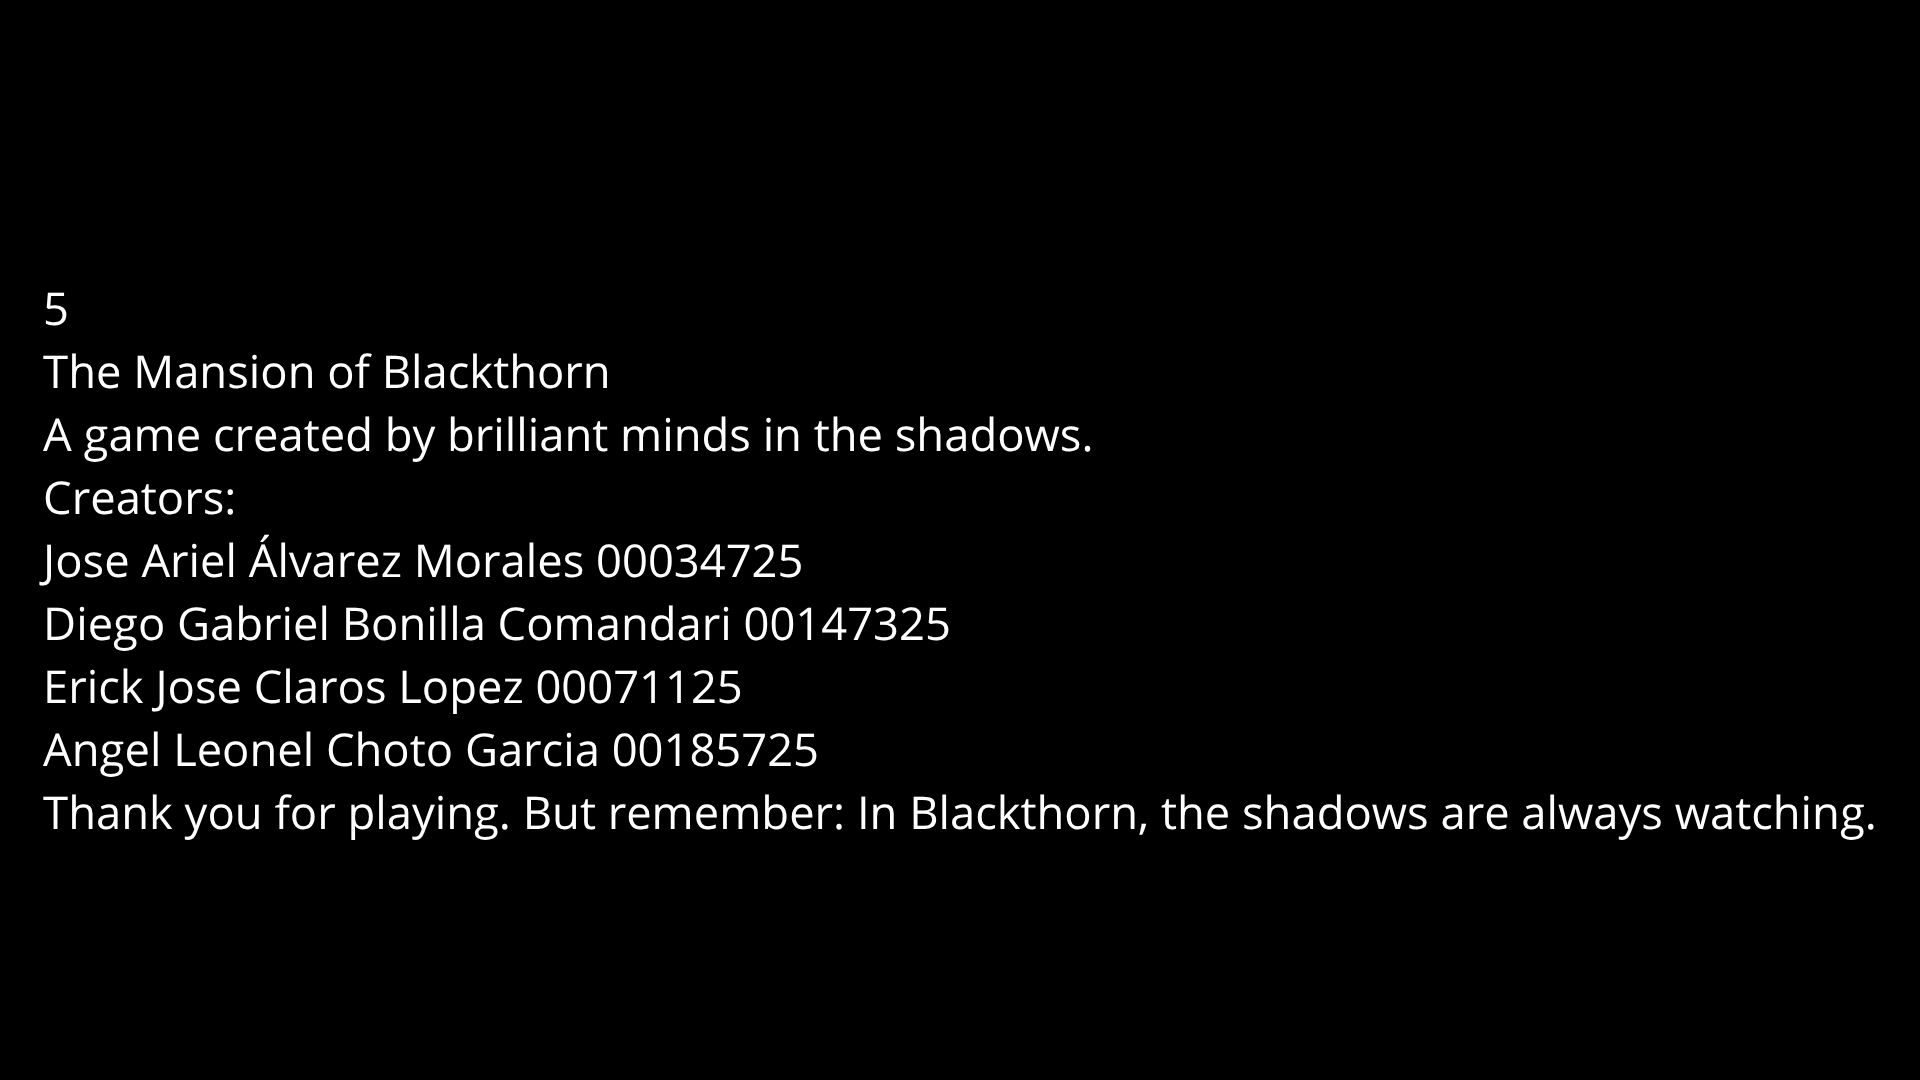 5
The Mansion of Blackthorn
A game created by brilliant minds in the shadows.
Creators:
Jose Ariel Álvarez Morales 00034725
Diego Gabriel Bonilla Comandari 00147325
Erick Jose Claros Lopez 00071125
Angel Leonel Choto Garcia 00185725
Thank you for playing. But remember: In Blackthorn, the shadows are always watching.